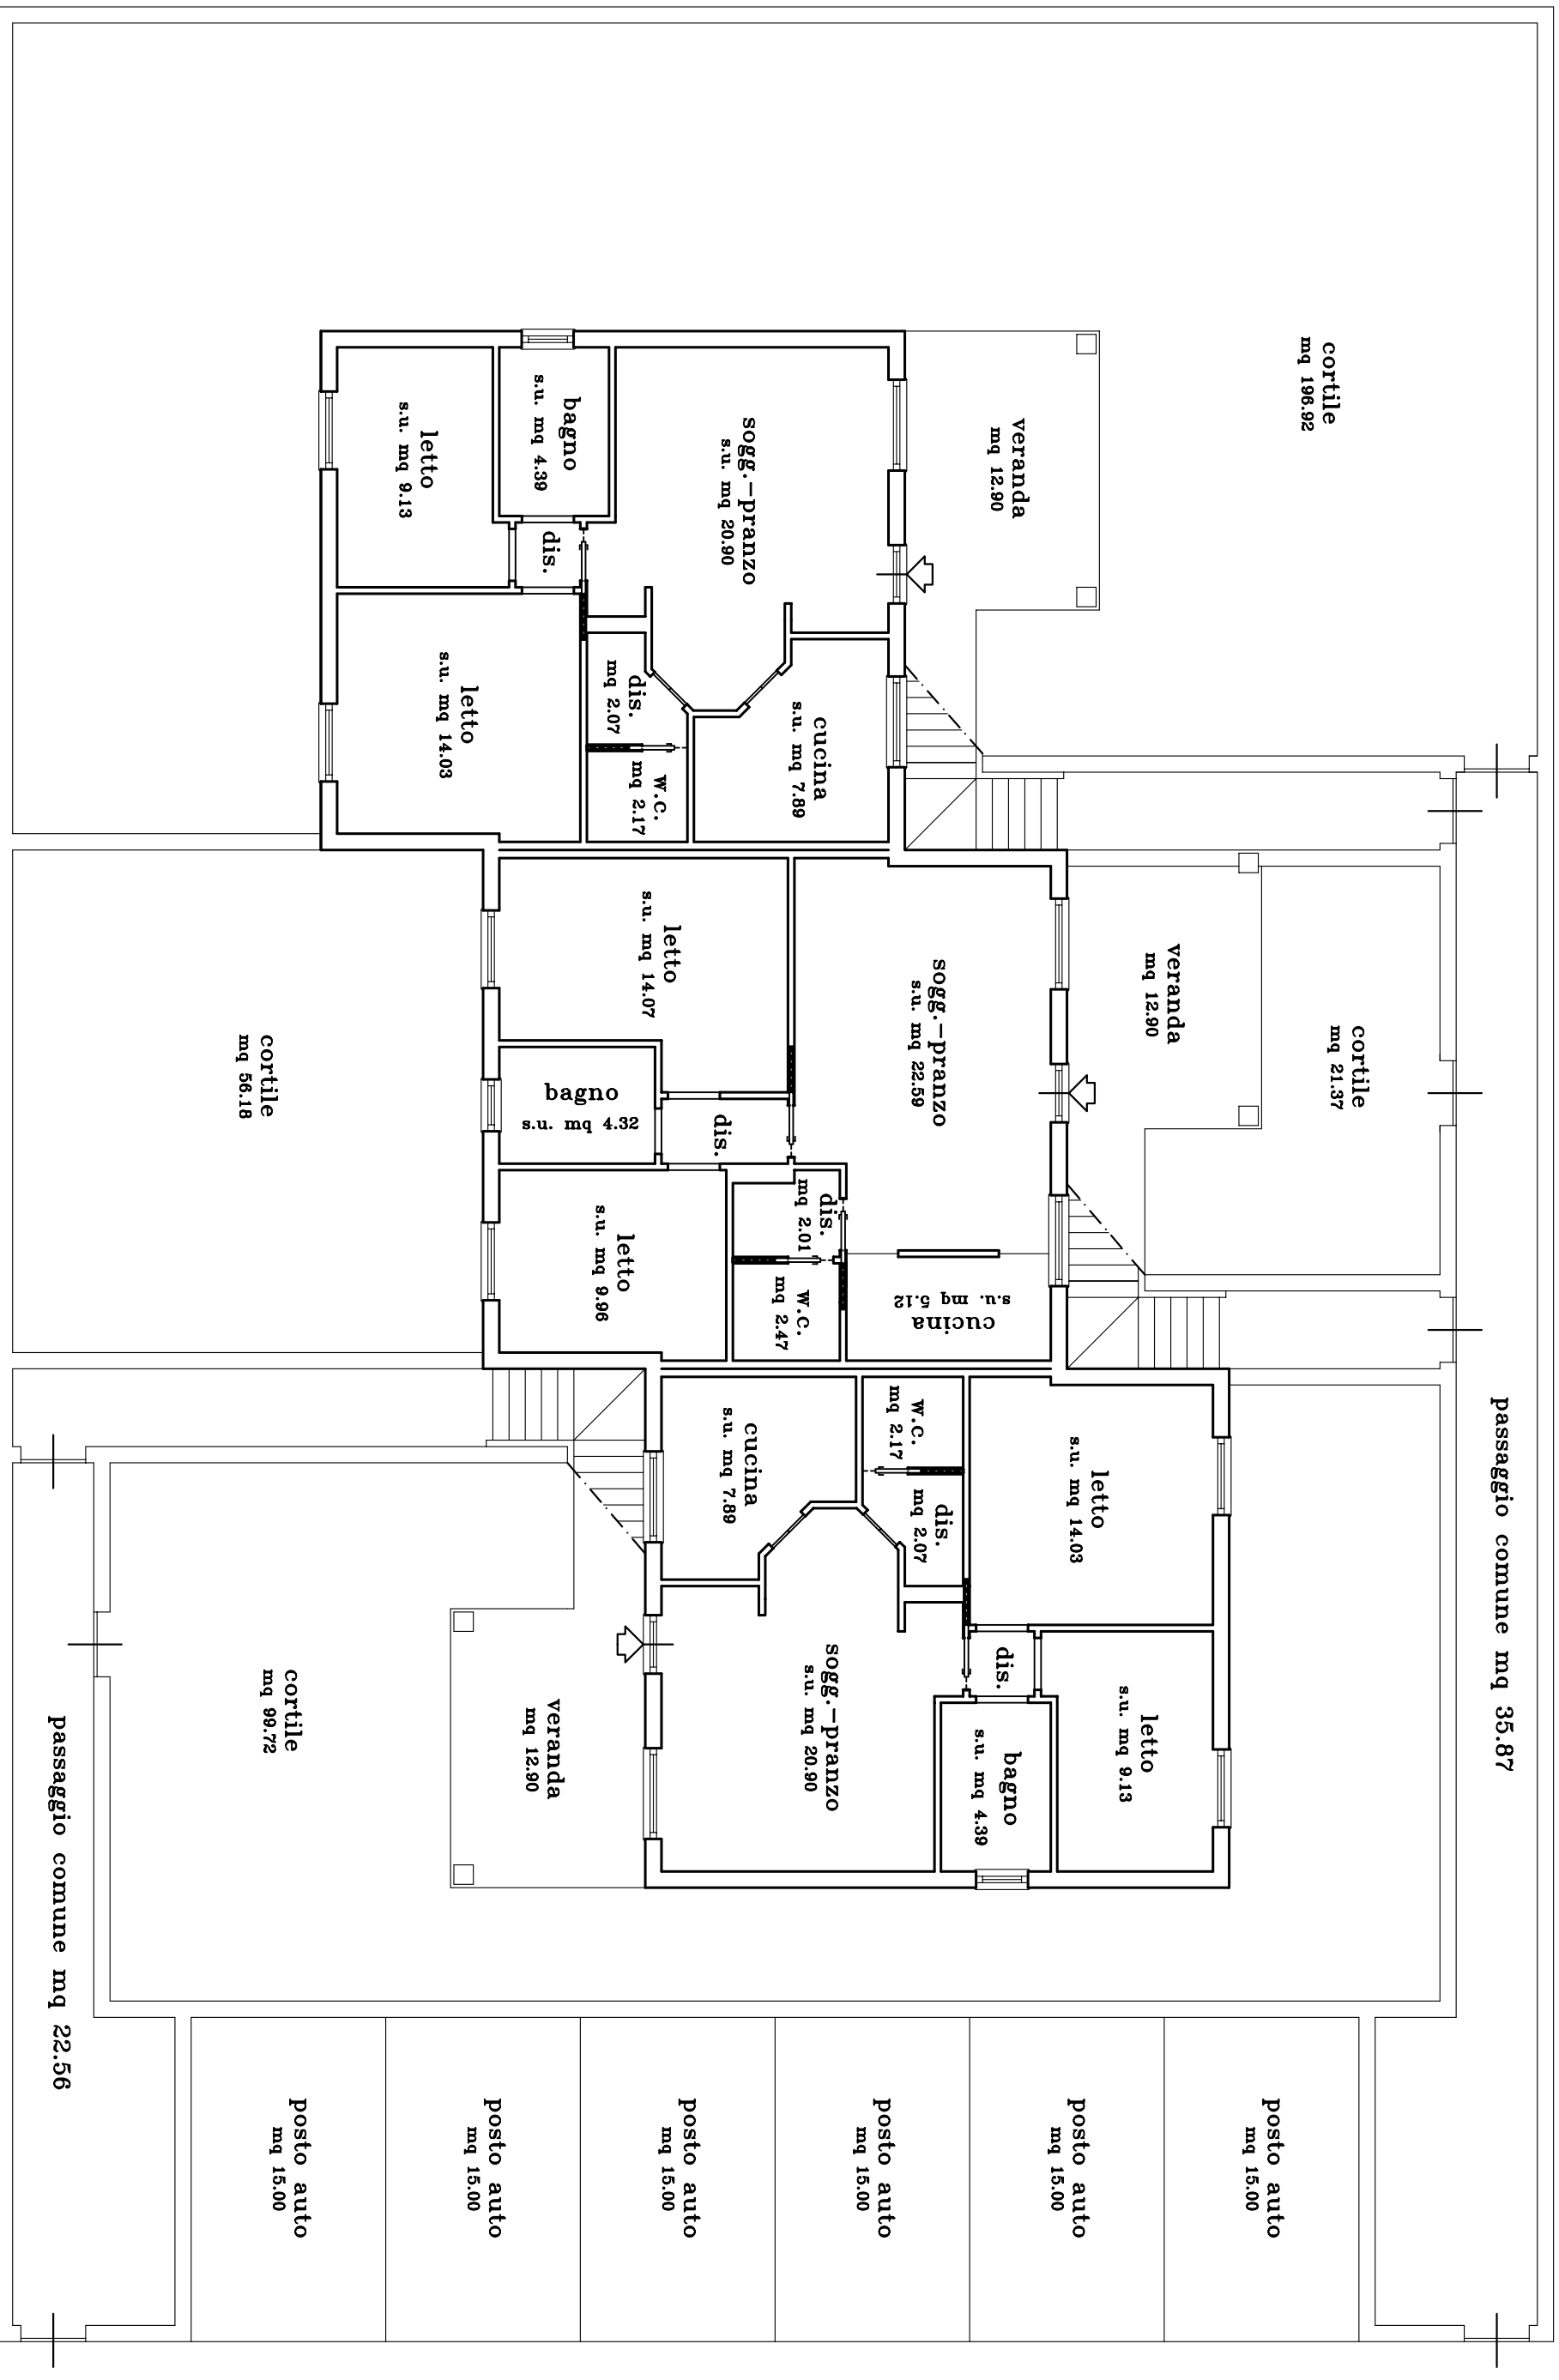 cortile
mq 196.92
veranda
mq 12.90
sogg.-pranzo
s.u. mq 20.90
bagno
s.u. mq 4.39
letto
s.u. mq 9.13
dis.
cucina
s.u. mq 7.89
dis.
mq 2.07
w.c.
mq 2.17
letto
s.u. mq 14.03
cortile
mq 21.37
veranda
mq 12.90
sogg.-pranzo
s.u. mq 22.59
letto
s.u. mq 14.07
bagno
s.u. mq 4.32
dis.
dis.
mq 2.01
w.c.
mq 2.47
cucina
s.u. mq 5.12
letto
s.u. mq 9.96
cortile
mq 56.18
passaggio comune mq 35.87
letto
s.u. mq 14.03
w.c.
mq 2.17
dis.
mq 2.07
cucina
s.u. mq 7.89
dis.
letto
s.u. mq 9.13
bagno
s.u. mq 4.39
sogg.-pranzo
s.u. mq 20.90
veranda
mq 12.90
cortile
mq 99.72
passaggio comune mq 22.56
posto auto
mq 15.00
posto auto
mq 15.00
posto auto
mq 15.00
posto auto
mq 15.00
posto auto
mq 15.00
posto auto
mq 15.00